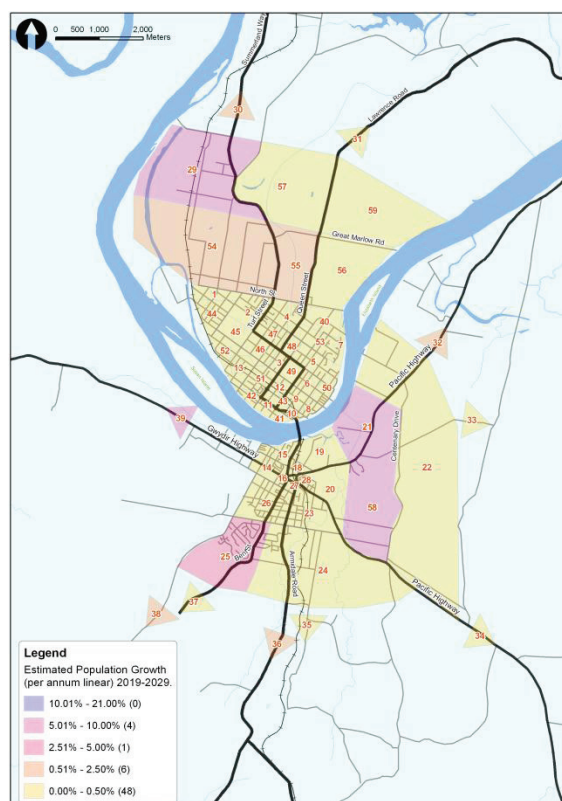 0 500 1,000 2,000
Meters
Summerland Way
Lawrence Road
30
31
29
57
59
Great Marlow Rd
54
55
56
North S
1
2
44
Turf Street
Queen Street
4
40
45
47
53
7
52
46
48
3
5
13
49
51
12
6
50
42
43
9
11
10
8
41
32
Pacific Highway
39
Gwydir Highway
21
Centenary Drive
33
15
19
14
18
22
16
28
20
27
26
23
58
25
24
Armidale Road
Pacific Highway
37
38
35
36
34
Legend
Estimated Population Growth
(per annum linear) 2019-2029.
10.01% - 21.00% (0)
5.01% - 10.00% (4)
2.51% - 5.00% (1)
0.51% - 2.50% (6)
0.00% - 0.50% (48)